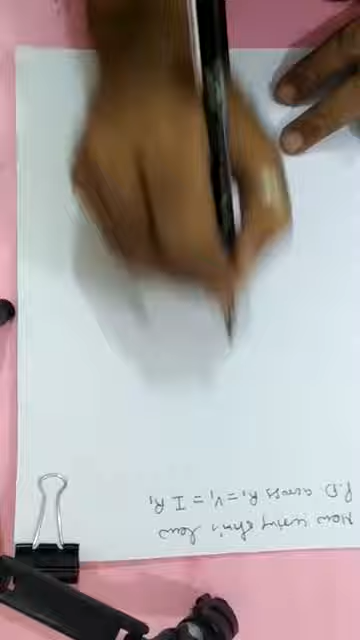 Now using ohm's law
P.D across R₁ = V₁ = I R₁